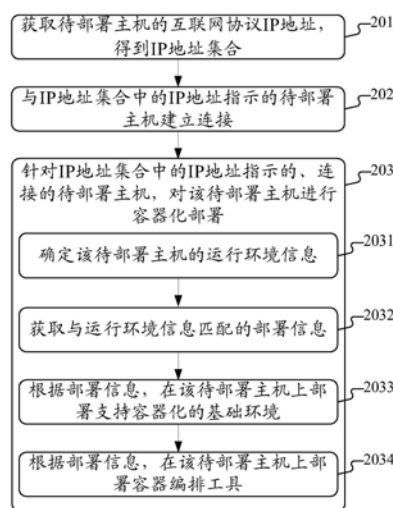 获取待部署主机的互联网协议IP地址，
得到IP地址集合
201
与IP地址集合中的IP地址指示的待部署
主机建立连接
202
针对IP地址集合中的IP地址指示的、连
接的待部署主机，对该待部署主机进行
容器化部署
203
确定该待部署主机的运行环境信息
2031
获取与运行环境信息匹配的部署信息
2032
根据部署信息，在该待部署主机上部
署支持容器化的基础环境
2033
根据部署信息，在该待部署主机上部
署容器编排工具
2034